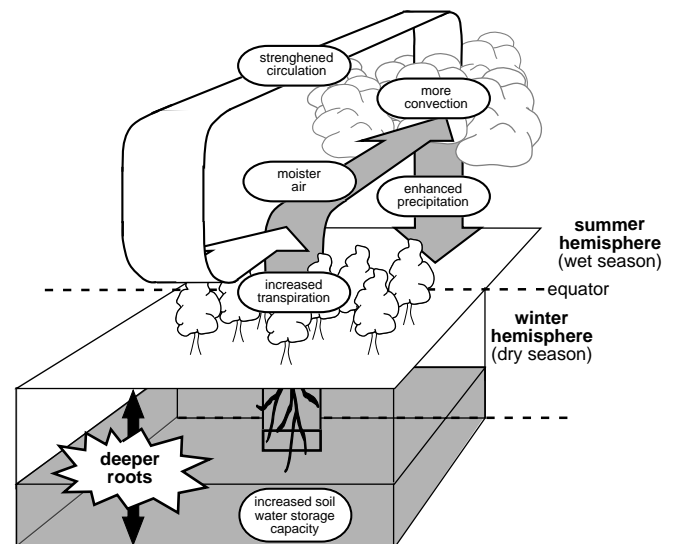 strenghened
circulation
more
convection
moister
air
enhanced
precipitation
summer
hemisphere
(wet season)
increased
transpiration
equator
winter
hemisphere
(dry season)
deeper
roots
increased soil
water storage
capacity